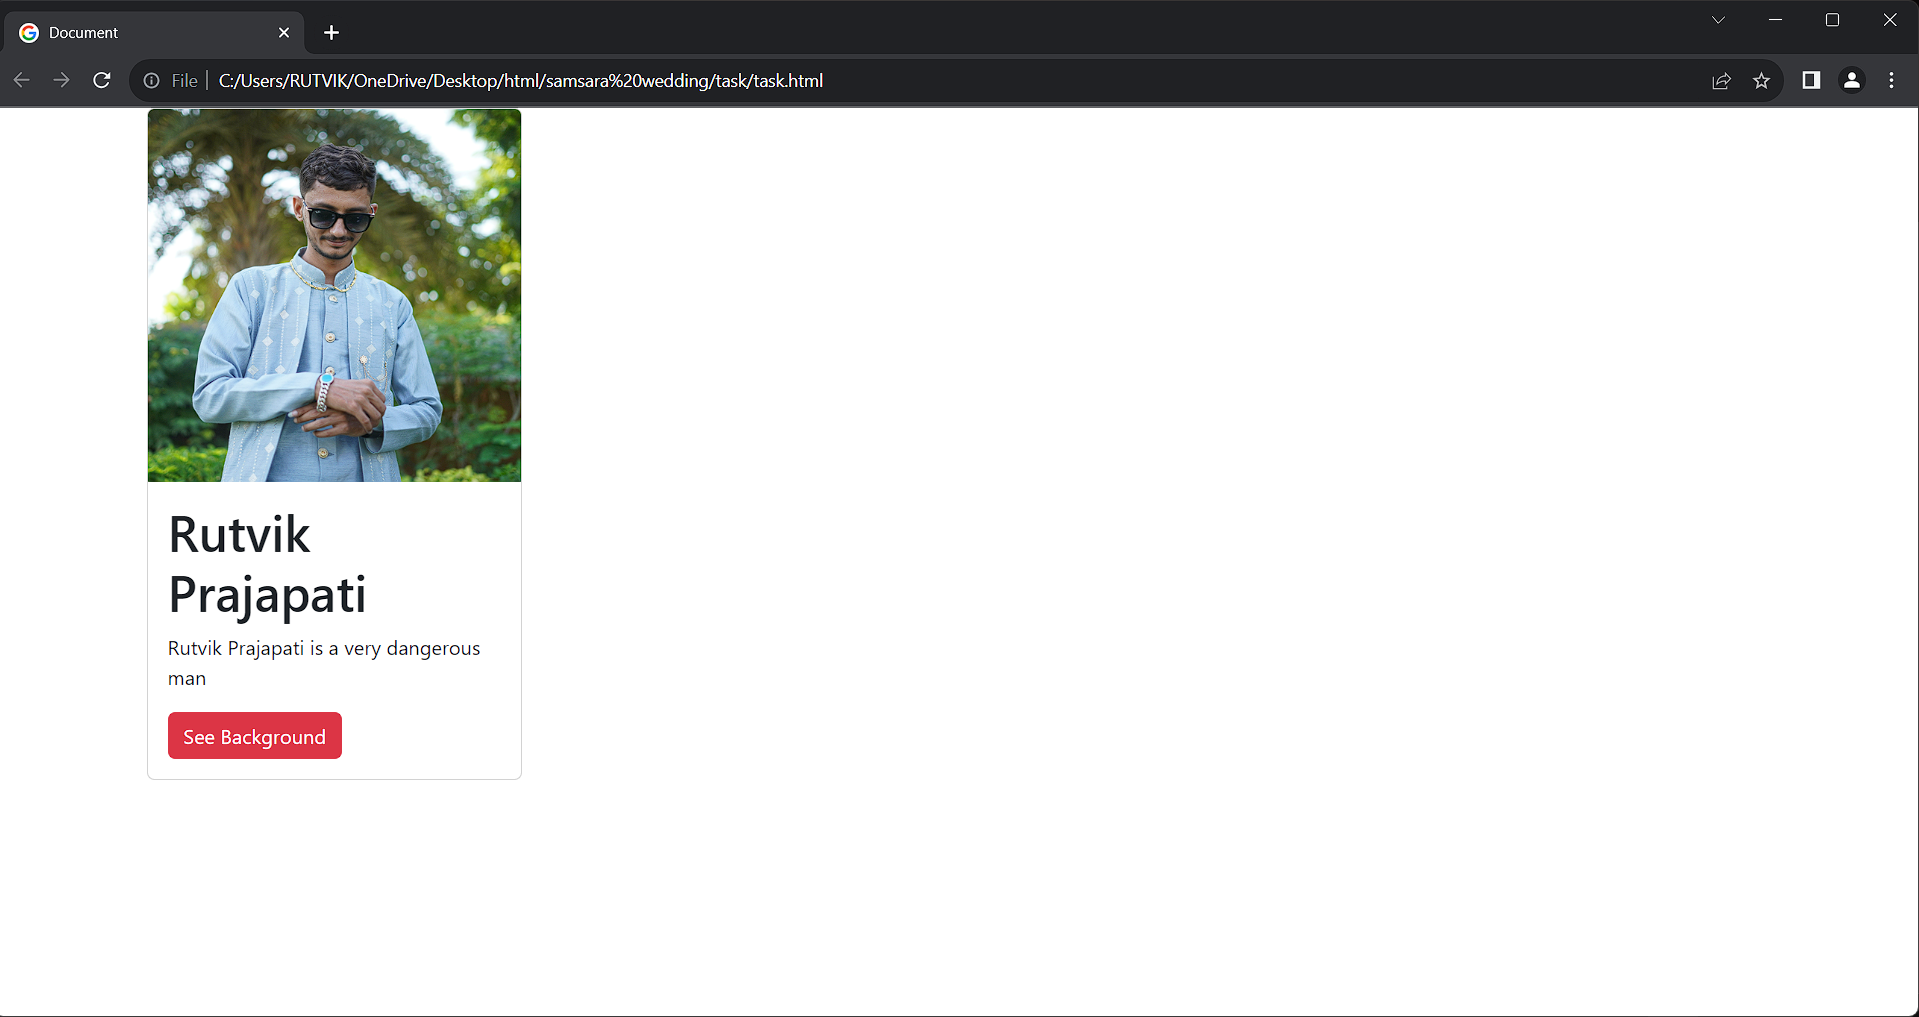 Document
File
C:/Users/RUTVIK/OneDrive/Desktop/html/samsara%20wedding/task/task.html
Rutvik
Prajapati
Rutvik Prajapati is a very dangerous
man
See Background